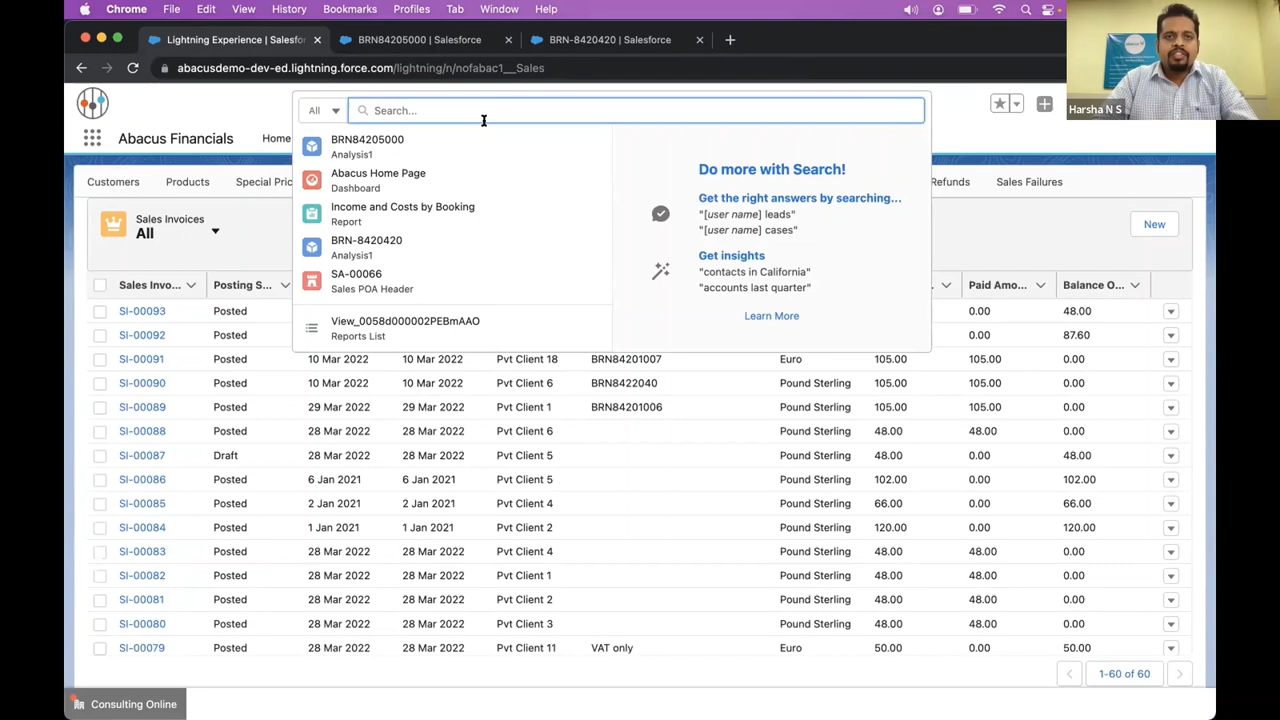 Chrome File Edit View History Bookmarks Profiles Tab Window Help
Lightning Experience | Salesfor
BRN84205000 | Salesforce
BRN-8420420 | Salesforce
abacusdemo-dev-ed.lightning.force.com/lightning/n/ofabac1__Sales
abacus
Harsha N S
Abacus Financials Home
All Search...
BRN84205000
Analysis1
Abacus Home Page
Dashboard
Income and Costs by Booking
Report
BRN-8420420
Analysis1
SA-00066
Sales POA Header
View_0058d000002PEBmAAO
Reports List
Do more with Search!
Get the right answers by searching...
"[user name] leads"
"[user name] cases"
Get insights
"contacts in California"
"accounts last quarter"
Learn More
Customers Products Special Pric Refunds Sales Failures
Sales Invoices
All
New
Sales Invo... Posting S... Paid Amo... Balance O...
SI-00093 Posted 0.00 48.00
SI-00092 Posted 0.00 87.60
SI-00091 Posted 10 Mar 2022 10 Mar 2022 Pvt Client 18 BRN84201007 Euro 105.00 105.00 0.00
SI-00090 Posted 10 Mar 2022 10 Mar 2022 Pvt Client 6 BRN8422040 Pound Sterling 105.00 105.00 0.00
SI-00089 Posted 29 Mar 2022 29 Mar 2022 Pvt Client 1 BRN84201006 Pound Sterling 105.00 105.00 0.00
SI-00088 Posted 28 Mar 2022 28 Mar 2022 Pvt Client 6 Pound Sterling 48.00 48.00 0.00
SI-00087 Draft 28 Mar 2022 28 Mar 2022 Pvt Client 5 Pound Sterling 48.00 0.00 48.00
SI-00086 Posted 6 Jan 2021 6 Jan 2021 Pvt Client 5 Pound Sterling 102.00 0.00 102.00
SI-00085 Posted 2 Jan 2021 2 Jan 2021 Pvt Client 4 Pound Sterling 66.00 0.00 66.00
SI-00084 Posted 1 Jan 2021 1 Jan 2021 Pvt Client 2 Pound Sterling 120.00 0.00 120.00
SI-00083 Posted 28 Mar 2022 28 Mar 2022 Pvt Client 4 Pound Sterling 48.00 48.00 0.00
SI-00082 Posted 28 Mar 2022 28 Mar 2022 Pvt Client 1 Pound Sterling 48.00 48.00 0.00
SI-00081 Posted 28 Mar 2022 28 Mar 2022 Pvt Client 2 Pound Sterling 48.00 48.00 0.00
SI-00080 Posted 28 Mar 2022 28 Mar 2022 Pvt Client 3 Pound Sterling 48.00 48.00 0.00
SI-00079 Posted 28 Mar 2022 28 Mar 2022 Pvt Client 11 VAT only Euro 50.00 0.00 50.00
1-60 of 60
Consulting Online